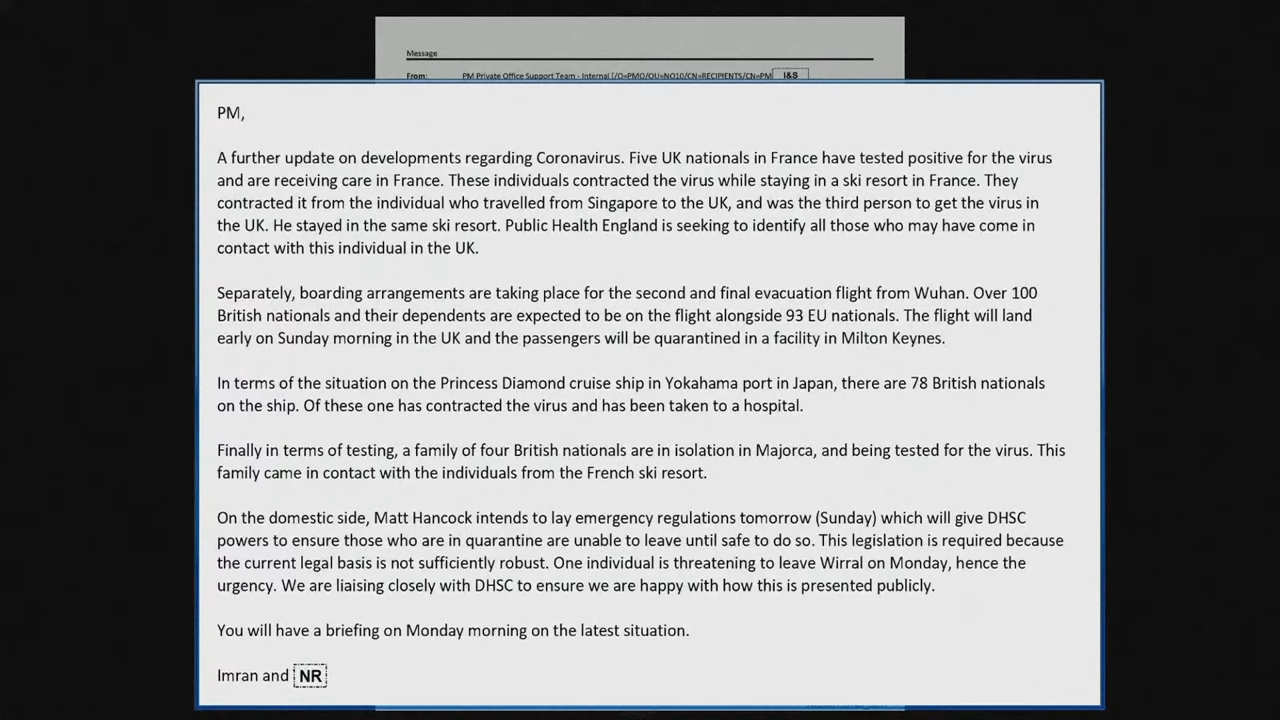 Message
From: PM Private Office Support Team - Internal [/O=PMO/OU=NO10/CN=RECIPIENTS/CN=PM I&S
PM,
A further update on developments regarding Coronavirus. Five UK nationals in France have tested positive for the virus
and are receiving care in France. These individuals contracted the virus while staying in a ski resort in France. They
contracted it from the individual who travelled from Singapore to the UK, and was the third person to get the virus in
the UK. He stayed in the same ski resort. Public Health England is seeking to identify all those who may have come in
contact with this individual in the UK.
Separately, boarding arrangements are taking place for the second and final evacuation flight from Wuhan. Over 100
British nationals and their dependents are expected to be on the flight alongside 93 EU nationals. The flight will land
early on Sunday morning in the UK and the passengers will be quarantined in a facility in Milton Keynes.
In terms of the situation on the Princess Diamond cruise ship in Yokahama port in Japan, there are 78 British nationals
on the ship. Of these one has contracted the virus and has been taken to a hospital.
Finally in terms of testing, a family of four British nationals are in isolation in Majorca, and being tested for the virus. This
family came in contact with the individuals from the French ski resort.
On the domestic side, Matt Hancock intends to lay emergency regulations tomorrow (Sunday) which will give DHSC
powers to ensure those who are in quarantine are unable to leave until safe to do so. This legislation is required because
the current legal basis is not sufficiently robust. One individual is threatening to leave Wirral on Monday, hence the
urgency. We are liaising closely with DHSC to ensure we are happy with how this is presented publicly.
You will have a briefing on Monday morning on the latest situation.
Imran and NR